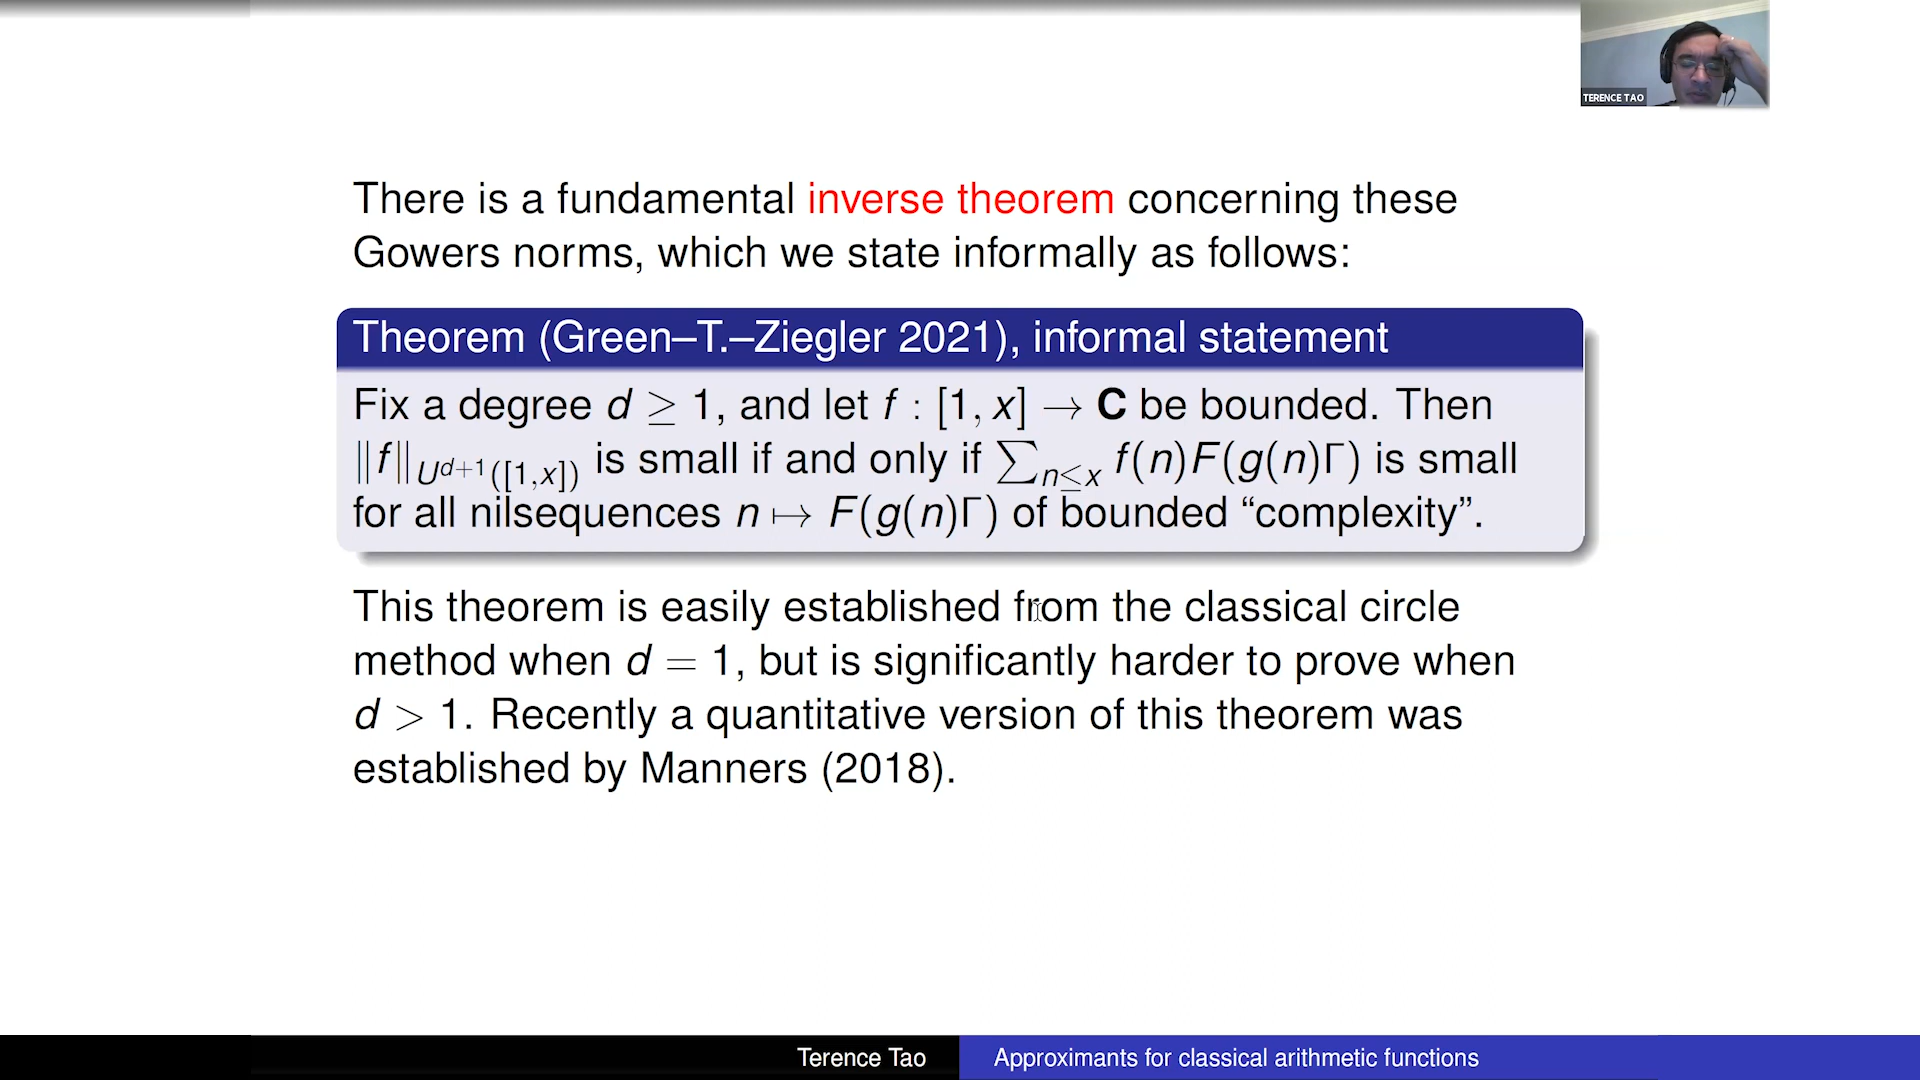 TERENCE TAO
There is a fundamental inverse theorem concerning these
Gowers norms, which we state informally as follows:
Theorem (Green–T.–Ziegler 2021), informal statement
Fix a degree d ≥ 1, and let f : [1, x] → C be bounded. Then
‖f‖_{U^{d+1}([1,x])} is small if and only if ∑_{n≤x} f(n)F(g(n)Γ) is small
for all nilsequences n ↦ F(g(n)Γ) of bounded “complexity”.
This theorem is easily established from the classical circle
method when d = 1, but is significantly harder to prove when
d > 1. Recently a quantitative version of this theorem was
established by Manners (2018).
Terence Tao
Approximants for classical arithmetic functions